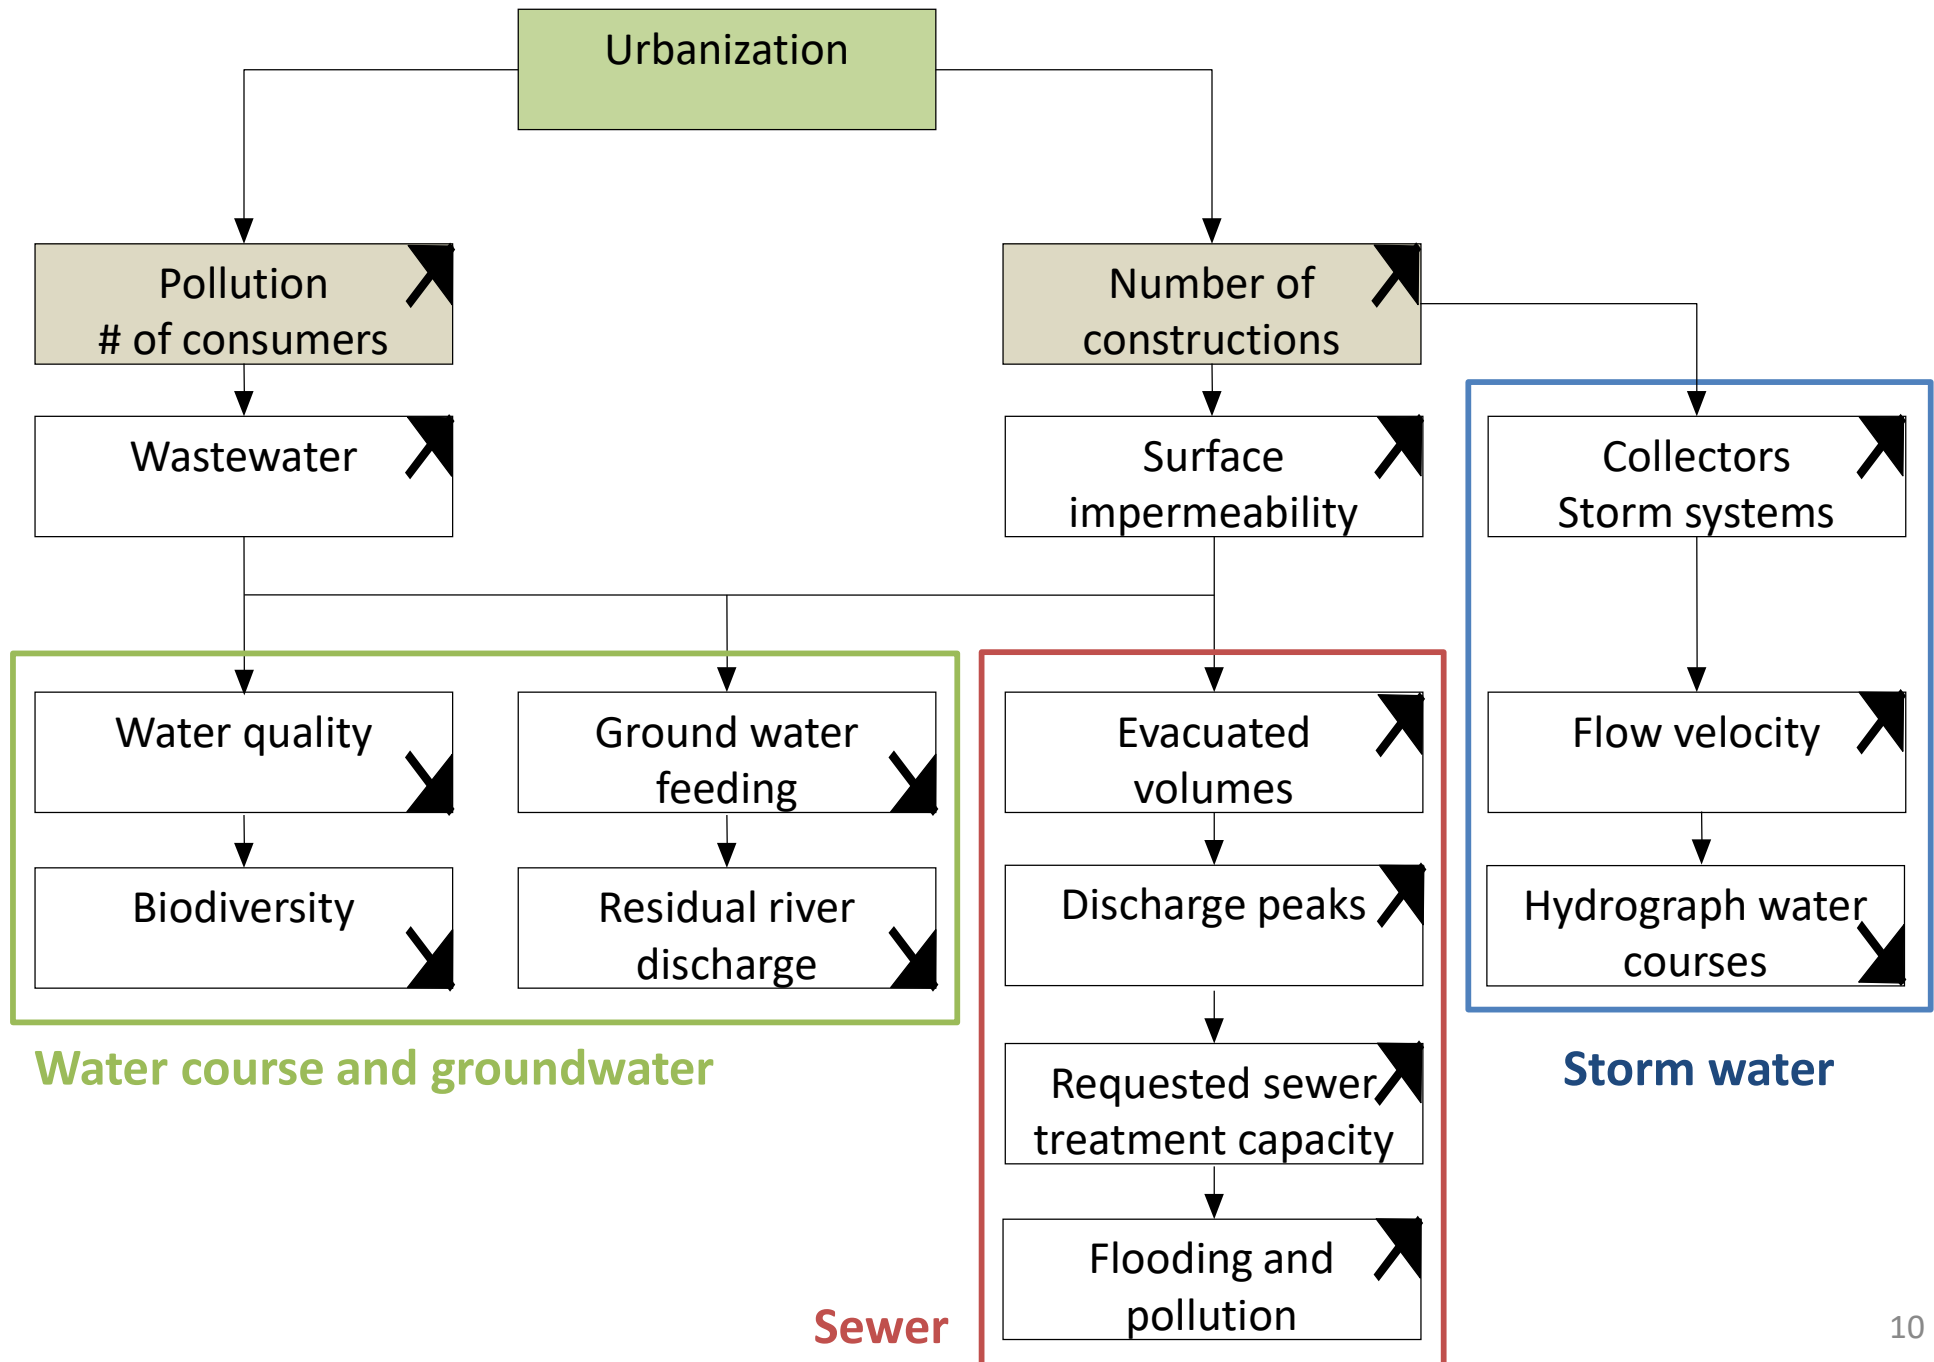 Urbanization
Pollution
# of consumers
Number of
constructions
Wastewater
Surface
impermeability
Collectors
Storm systems
Water quality
Ground water
feeding
Evacuated
volumes
Flow velocity
Biodiversity
Residual river
discharge
Discharge peaks
Hydrograph water
courses
Water course and groundwater
Requested sewer
treatment capacity
Storm water
Flooding and
pollution
Sewer
10